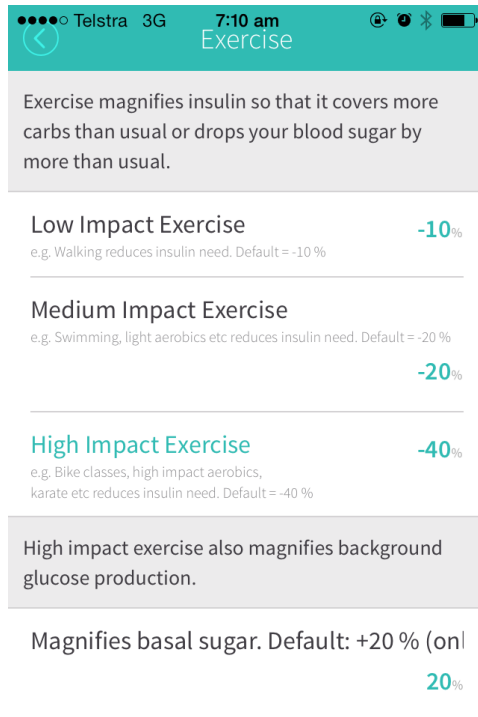 Telstra 3G 7:10 am
Exercise
Exercise magnifies insulin so that it covers more
carbs than usual or drops your blood sugar by
more than usual.
Low Impact Exercise
-10%
e.g. Walking reduces insulin need. Default = -10 %
Medium Impact Exercise
e.g. Swimming, light aerobics etc reduces insulin need. Default = -20 %
-20%
High Impact Exercise
-40%
e.g. Bike classes, high impact aerobics,
karate etc reduces insulin need. Default = -40 %
High impact exercise also magnifies background
glucose production.
Magnifies basal sugar. Default: +20 % (onl
20%